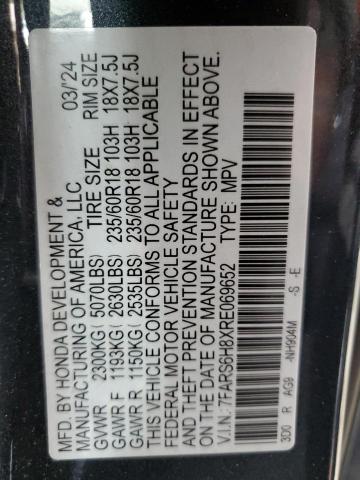 MFD. BY HONDA DEVELOPMENT & 03/'24
MANUFACTURING OF AMERICA, LLC
TIRE SIZE RIM SIZE
GVWR 2300KG ( 5070LBS)
GAWR F 1193KG ( 2630LBS) 235/60R18 103H 18X7.5J
GAWR R 1150KG ( 2535LBS) 235/60R18 103H 18X7.5J
THIS VEHICLE CONFORMS TO ALL APPLICABLE
FEDERAL MOTOR VEHICLE SAFETY
AND THEFT PREVENTION STANDARDS IN EFFECT
ON THE DATE OF MANUFACTURE SHOWN ABOVE.
V.I.N.: 7FARS6H8XRE069652 TYPE: MPV
3D0 R AG9 -NH904M -S -E